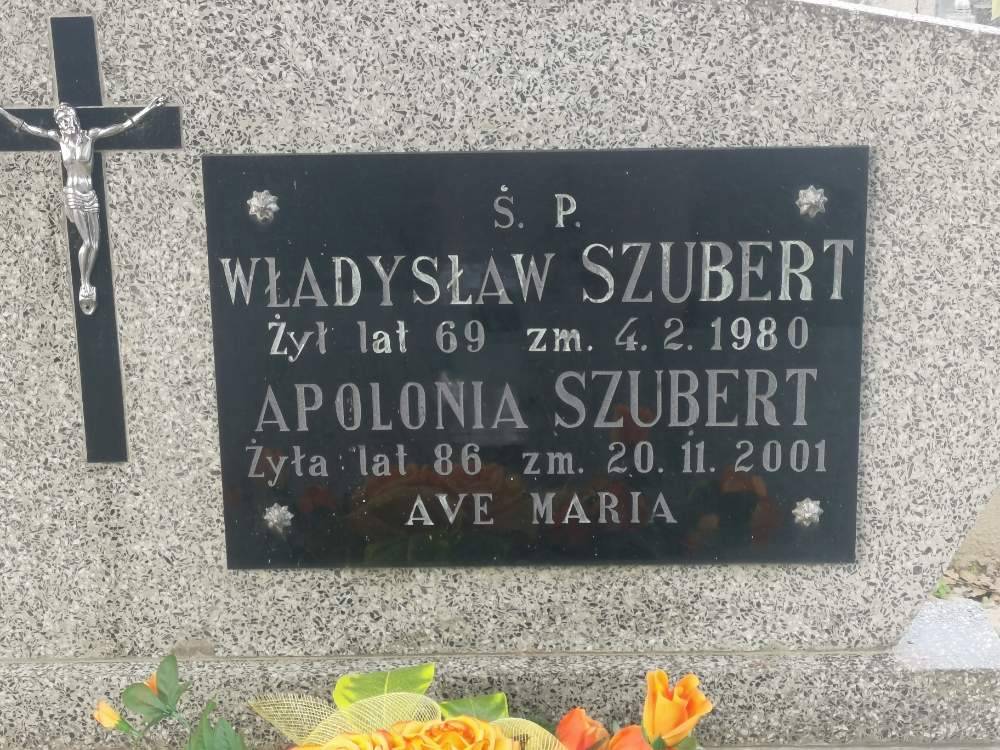 Ś. P.
WŁADYSŁAW SZUBERT
Żył lat 69 zm. 4.2.1980
APOLONIA SZUBERT
Żyła lat 86 zm. 20.11.2001
AVE MARIA